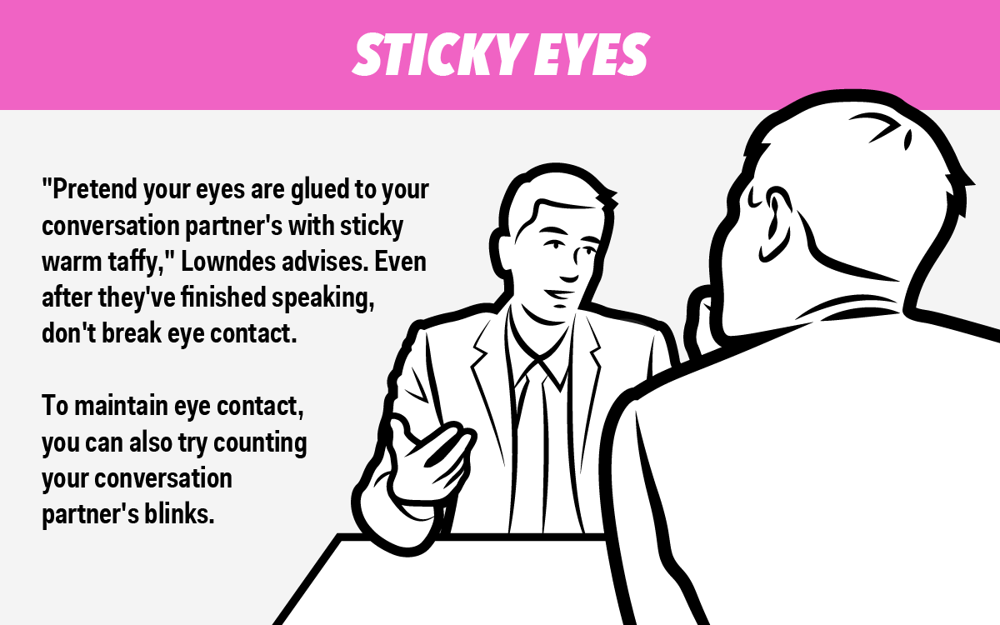 STICKY EYES
"Pretend your eyes are glued to your
conversation partner's with sticky
warm taffy," Lowndes advises. Even
after they've finished speaking,
don't break eye contact.
To maintain eye contact,
you can also try counting
your conversation
partner's blinks.